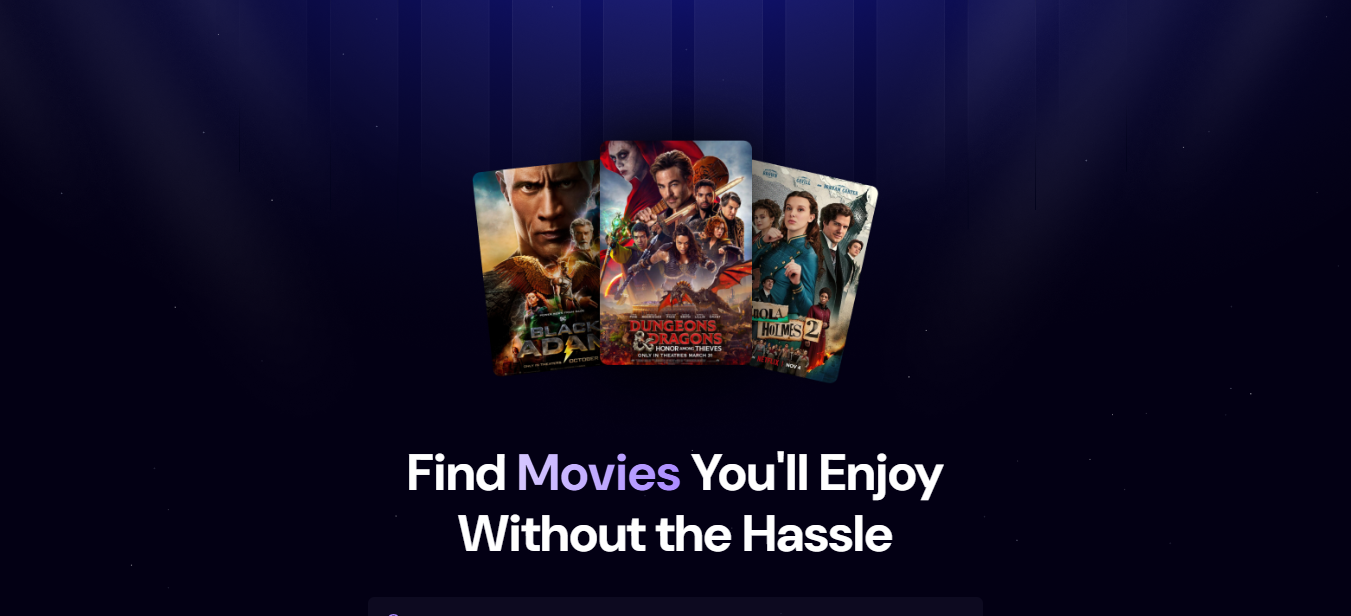 BLACK
ADAM
ONLY IN THEATERS OCTOBER
DUNGEONS
& DRAGONS
HONOR AMONG THIEVES
ONLY IN THEATRES MARCH 31
HOLMES 2
NETFLIX
NOV 4
Find Movies You'll Enjoy
Without the Hassle